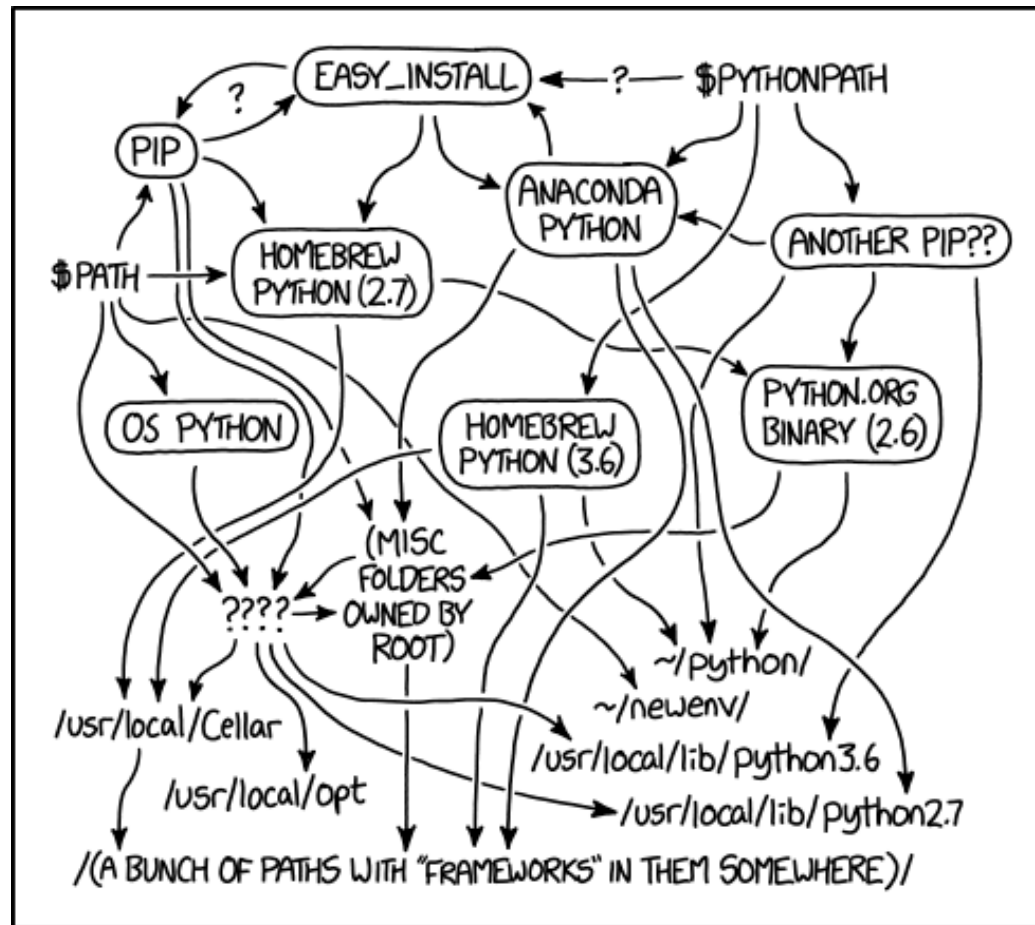 EASY_INSTALL
?
$PYTHONPATH
?
PIP
ANACONDA
PYTHON
ANOTHER PIP??
HOMEBREW
PYTHON (2.7)
$PATH
OS PYTHON
HOMEBREW
PYTHON (3.6)
PYTHON.ORG
BINARY (2.6)
(MISC
FOLDERS
OWNED BY
ROOT)
????
~/python/
~/newenv/
/usr/local/Cellar
/usr/local/lib/python3.6
/usr/local/opt
/usr/local/lib/python2.7
/(A BUNCH OF PATHS WITH "FRAMEWORKS" IN THEM SOMEWHERE)/